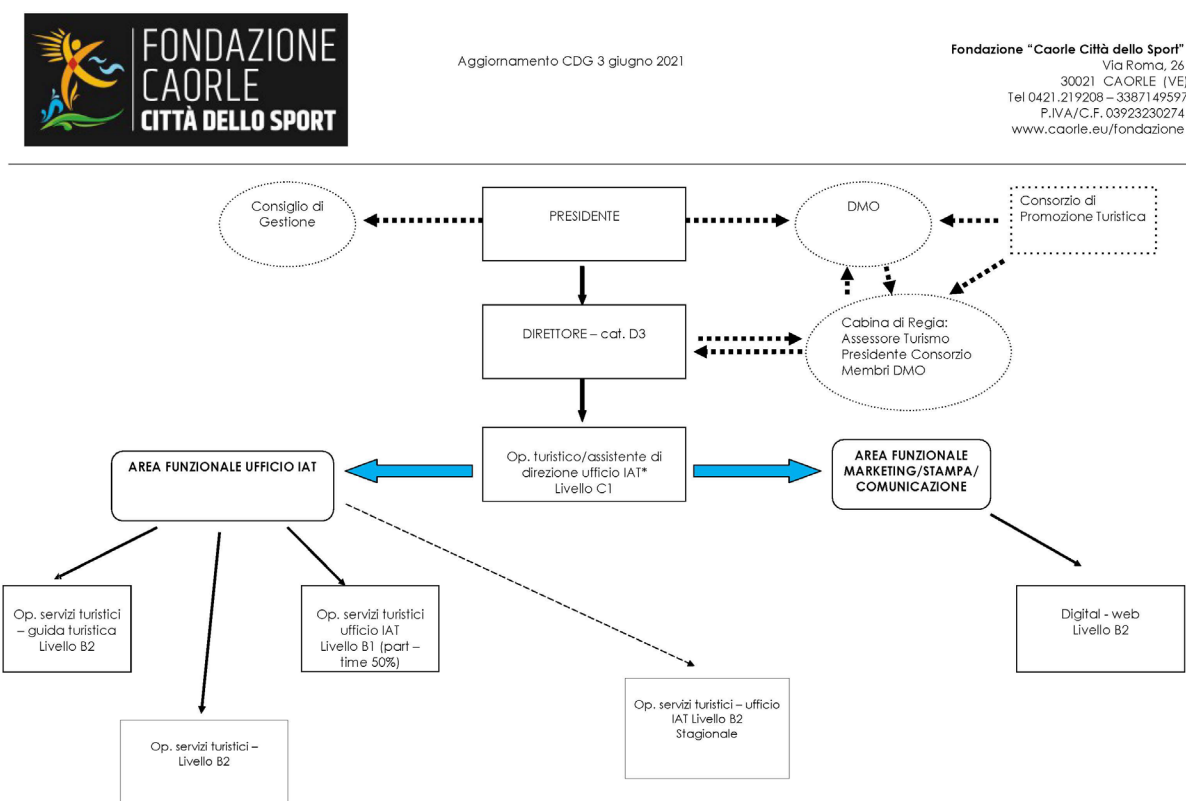 FONDAZIONE
CAORLE
CITTÀ DELLO SPORT
Aggiornamento CDG 3 giugno 2021
Fondazione “Caorle Città dello Sport”
Via Roma, 26
30021 CAORLE (VE)
Tel 0421.219208 – 3387149597
P.IVA/C.F. 03923230274
www.caorle.eu/fondazione
Consiglio di
Gestione
PRESIDENTE
DMO
Consorzio di
Promozione Turistica
DIRETTORE – cat. D3
Cabina di Regia:
Assessore Turismo
Presidente Consorzio
Membri DMO
AREA FUNZIONALE UFFICIO IAT
Op. turistico/assistente di
direzione ufficio IAT*
Livello C1
AREA FUNZIONALE
MARKETING/STAMPA/
COMUNICAZIONE
Op. servizi turistici
– guida turistica
Livello B2
Op. servizi turistici
ufficio IAT
Livello B1 (part –
time 50%)
Digital - web
Livello B2
Op. servizi turistici –
Livello B2
Op. servizi turistici – ufficio
IAT Livello B2
Stagionale